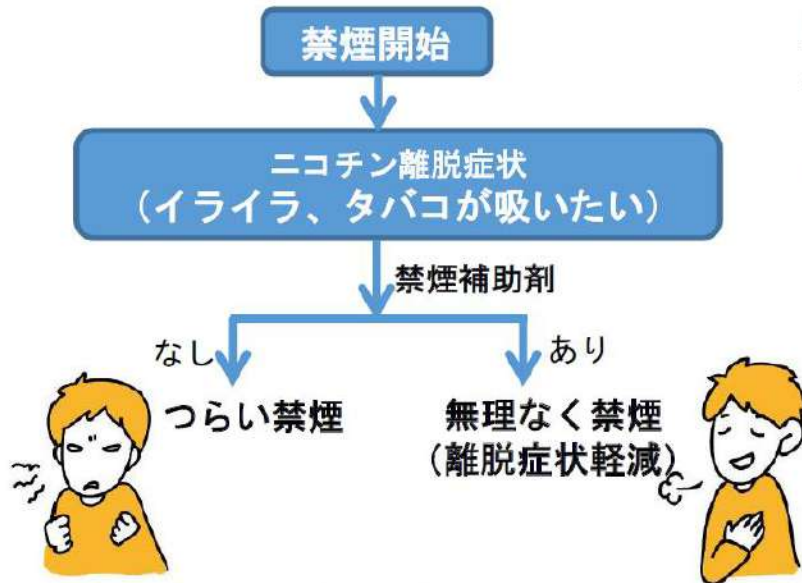 禁煙開始
ニコチン離脱症状
(イライラ、タバコが吸いたい)
禁煙補助剤
なし
あり
つらい禁煙
無理なく禁煙
(離脱症状軽減)